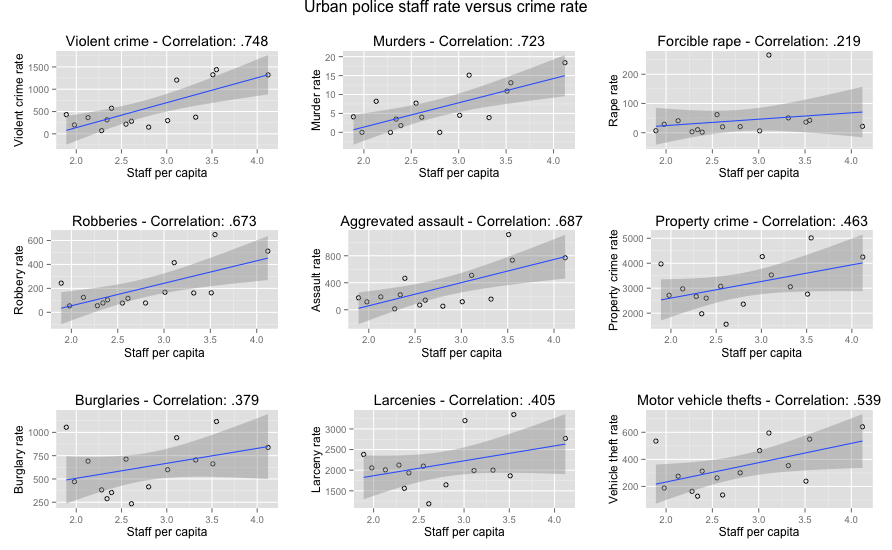 Urban police staff rate versus crime rate
Violent crime - Correlation: .748
Violent crime rate
1500
1000
500
0
2.0 2.5 3.0 3.5 4.0
Staff per capita
Murders - Correlation: .723
Murder rate
20
15
10
5
0
2.0 2.5 3.0 3.5 4.0
Staff per capita
Forcible rape - Correlation: .219
Rape rate
200
100
0
2.0 2.5 3.0 3.5 4.0
Staff per capita
Robberies - Correlation: .673
Robbery rate
600
400
200
0
2.0 2.5 3.0 3.5 4.0
Staff per capita
Aggrevated assault - Correlation: .687
Assault rate
800
400
0
2.0 2.5 3.0 3.5 4.0
Staff per capita
Property crime - Correlation: .463
Property crime rate
5000
4000
3000
2000
2.0 2.5 3.0 3.5 4.0
Staff per capita
Burglaries - Correlation: .379
Burglary rate
1000
750
500
250
2.0 2.5 3.0 3.5 4.0
Staff per capita
Larcenies - Correlation: .405
Larceny rate
3000
2500
2000
1500
2.0 2.5 3.0 3.5 4.0
Staff per capita
Motor vehicle thefts - Correlation: .539
Vehicle theft rate
600
400
200
2.0 2.5 3.0 3.5 4.0
Staff per capita